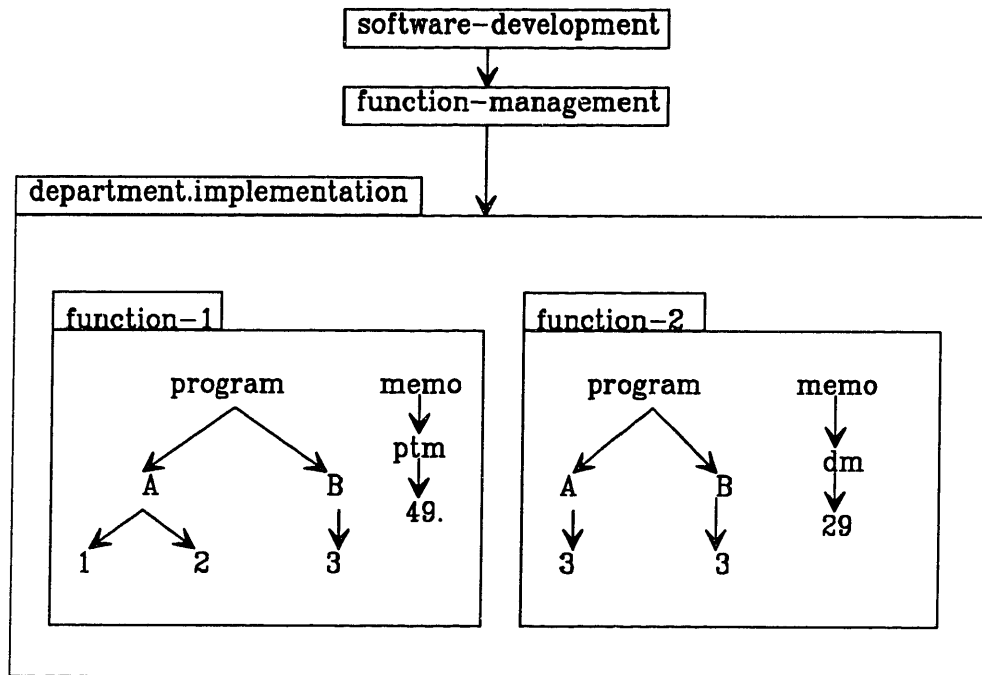 software-development
function-management
department.implementation
function-1
function-2
program memo
program memo
ptm
dm
A B
A B
49.
29
1 2 3
3 3